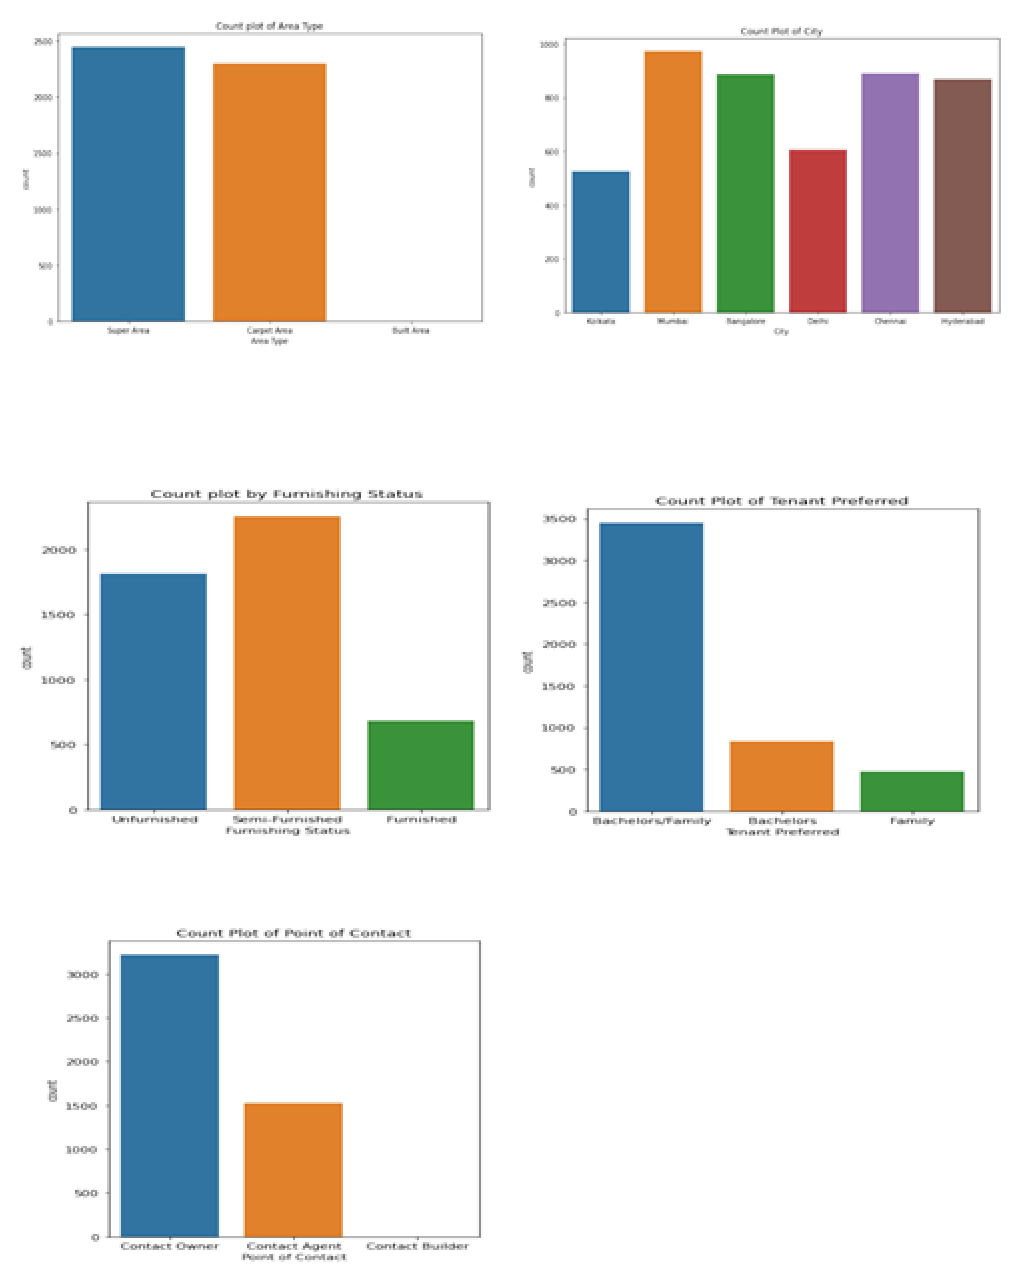 Count plot of Area Type
2500
2000
1500
1000
500
0
count
Super Area Carpet Area Built Area
Area Type
Count Plot of City
1000
800
600
400
200
0
count
Kolkata Mumbai Bangalore Delhi Chennai Hyderabad
City
Count plot by Furnishing Status
2000
1500
1000
500
0
count
Unfurnished Semi-Furnished Furnished
Furnishing Status
Count Plot of Tenant Preferred
3500
3000
2500
2000
1500
1000
500
0
count
Bachelors/Family Bachelors Family
Tenant Preferred
Count Plot of Point of Contact
3000
2500
2000
1500
1000
500
0
count
Contact Owner Contact Agent Contact Builder
Point of Contact